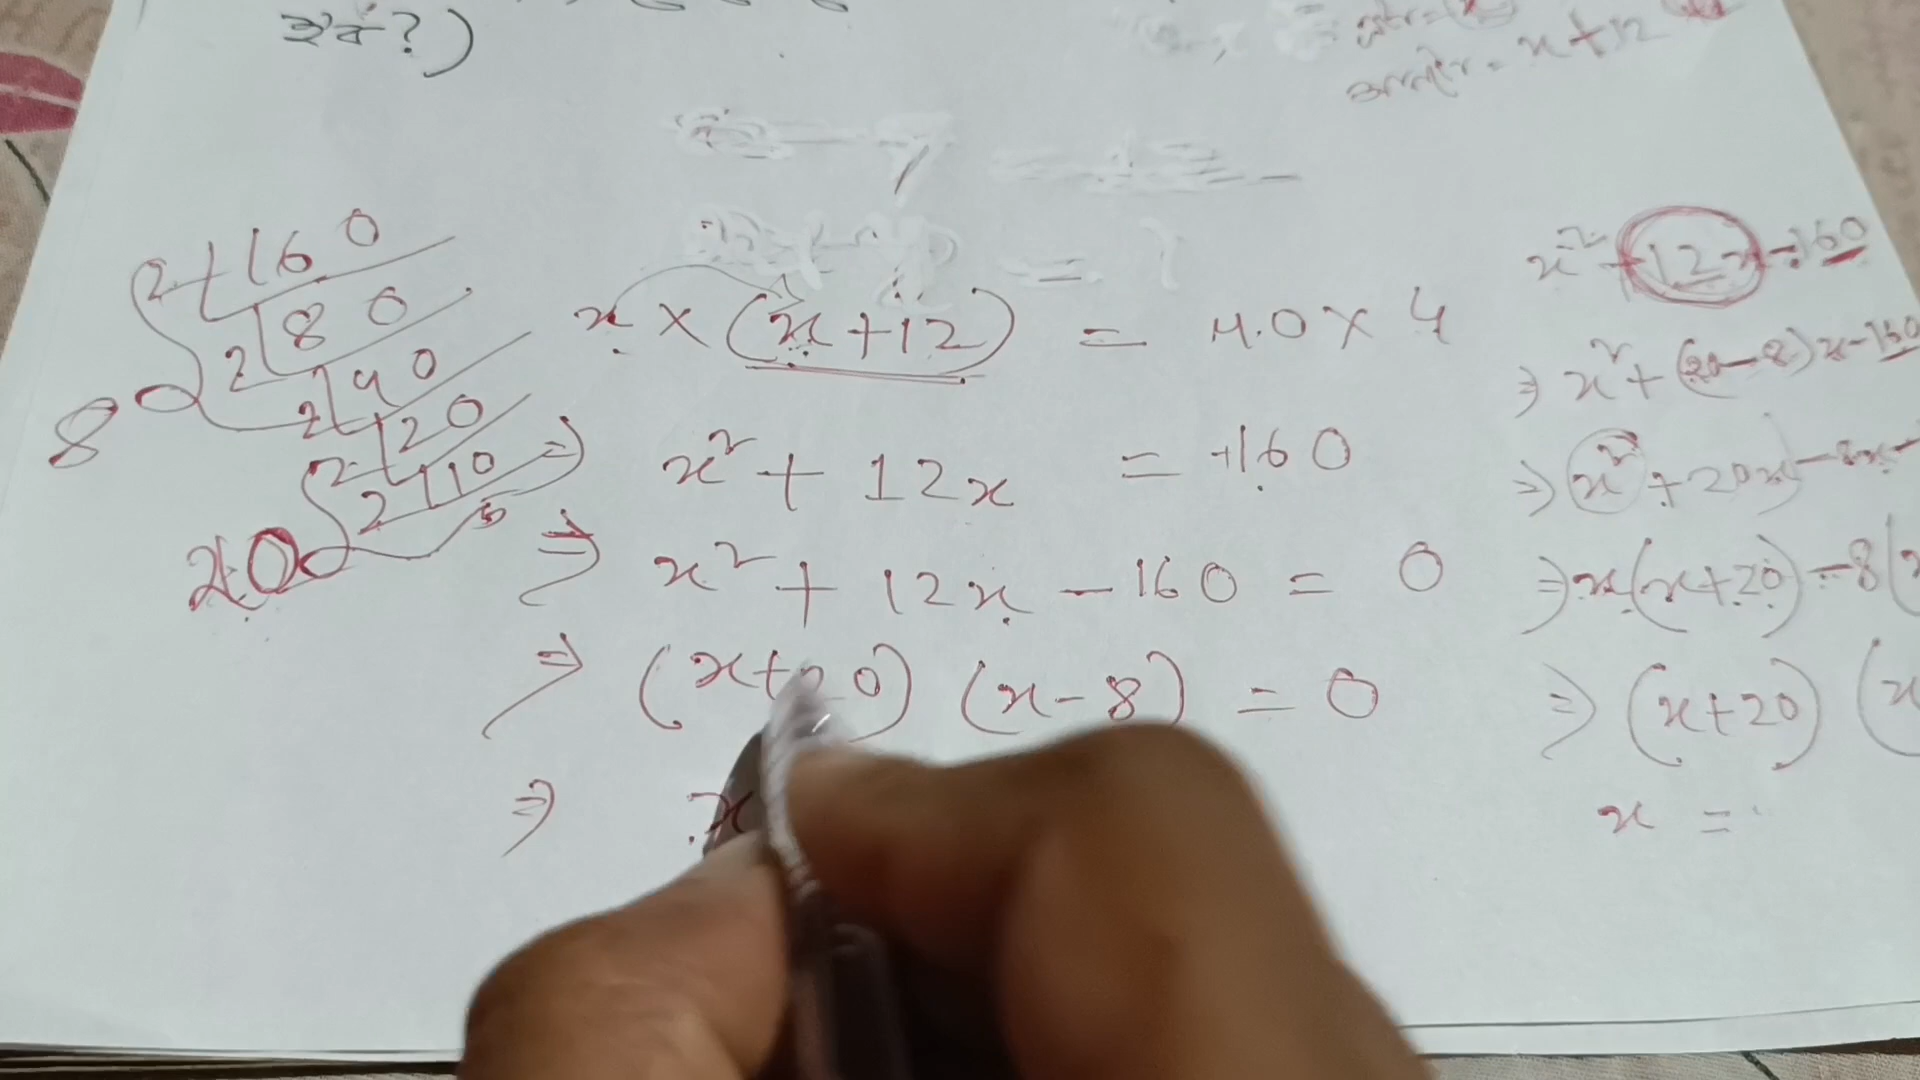 হবে?)
x+12
x × (x+12) = 40 × 4
⇒ x² + 12x = +160
⇒ x² + 12x - 160 = 0
⇒ (x+20) (x-8) = 0
⇒ x
2 160
2 80
2 40
2 20
2 10
5
8
20
x² + 12x - 160
⇒ x² + (20-8)x - 160
⇒ x² + 20x - 8x -
⇒ x(x+20) - 8(x
⇒ (x+20) (x
x =